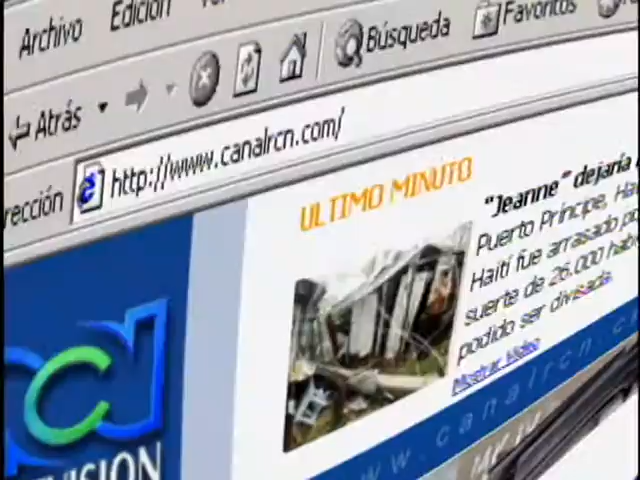 Archivo Edición
Búsqueda Favoritos
Atrás
http://www.canalrcn.com/
ULTIMO MINUTO
"Jeanne" dejaría
Puerto Príncipe,
Haití fue arrasado
suerte de 26.000
podido ser divisada.
Mostrar Video
www.canalrcn.c
rcn
VISION